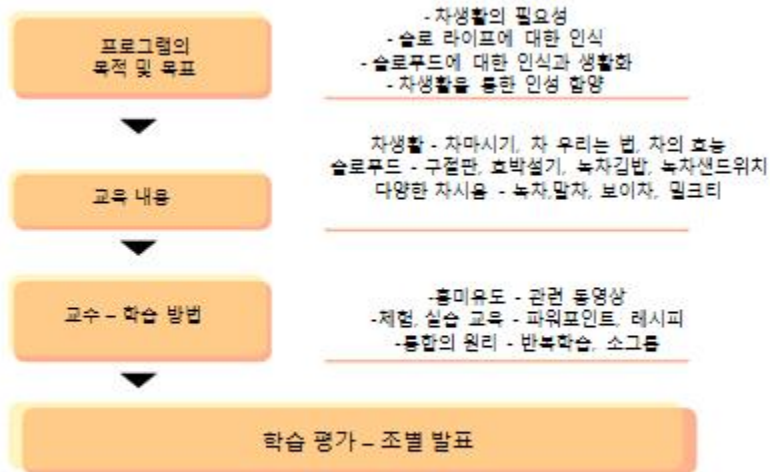 프로그램의
목적 및 목표
- 차생활의 필요성
- 슬로 라이프에 대한 인식
- 슬로푸드에 대한 인식과 생활화
- 차생활을 통한 인성 함양
교육 내용
차생활 - 차마시기, 차 우리는 법, 차의 효능
슬로푸드 - 구절판, 호박설기, 녹차김밥, 녹차샌드위치
다양한 차시음 - 녹차,말차, 보이차, 밀크티
교수 – 학습 방법
-흥미유도 - 관련 동영상
-체험, 실습 교육 - 파워포인트, 레시피
-통합의 원리 - 반복학습, 소그룹
학습 평가 – 조별 발표